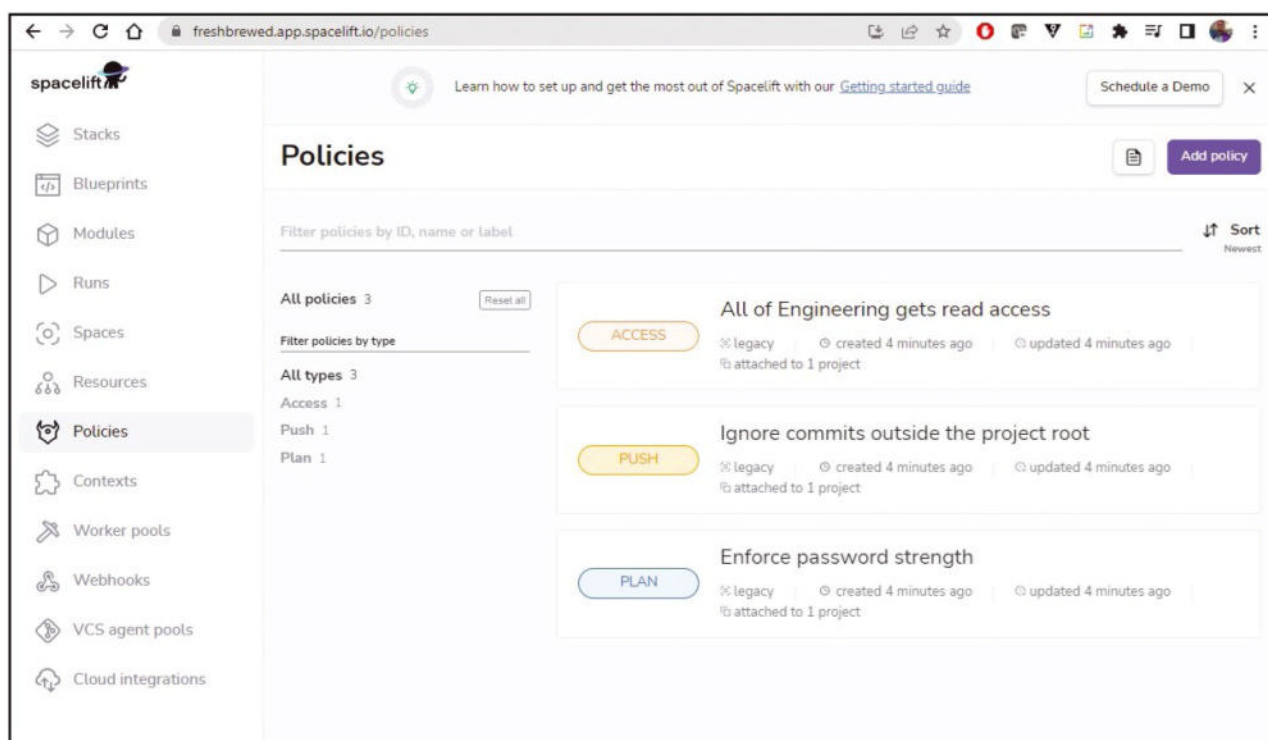 freshbrewed.app.spacelift.io/policies
spacelift
Learn how to set up and get the most out of Spacelift with our Getting started guide
Schedule a Demo
Stacks
Blueprints
Modules
Runs
Spaces
Resources
Policies
Contexts
Worker pools
Webhooks
VCS agent pools
Cloud integrations
Policies
Add policy
Filter policies by ID, name or label
Sort
Newest
All policies 3
Reset all
Filter policies by type
All types 3
Access 1
Push 1
Plan 1
ACCESS
All of Engineering gets read access
legacy created 4 minutes ago updated 4 minutes ago
attached to 1 project
PUSH
Ignore commits outside the project root
legacy created 4 minutes ago updated 4 minutes ago
attached to 1 project
PLAN
Enforce password strength
legacy created 4 minutes ago updated 4 minutes ago
attached to 1 project